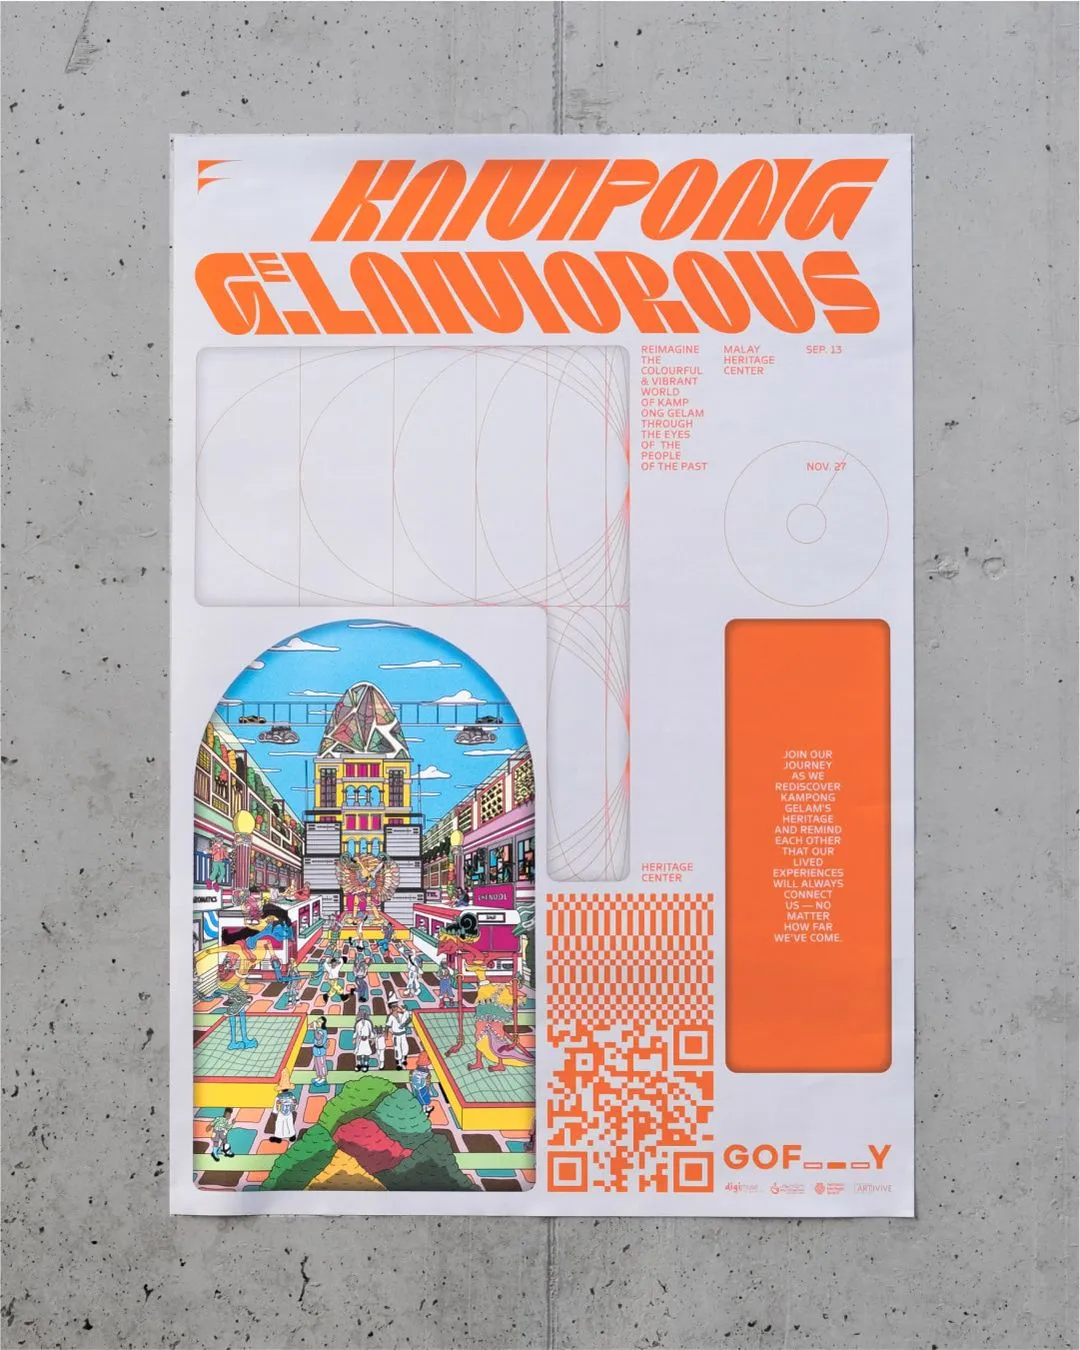 KAMPONG
GELAMOROUS
REIMAGINE
THE
COLOURFUL
& VIBRANT
WORLD
OF KAMP
ONG GELAM
THROUGH
THE EYES
OF THE
PEOPLE
OF THE PAST
MALAY
HERITAGE
CENTER
SEP. 13
NOV. 27
HERITAGE
CENTER
JOIN OUR
JOURNEY
AS WE
REDISCOVER
KAMPONG
GELAM'S
HERITAGE
AND REMIND
EACH OTHER
THAT OUR
LIVED
EXPERIENCES
WILL ALWAYS
CONNECT
US — NO
MATTER
HOW FAR
WE'VE COME.
CHENDOL
GOF___Y
ARTIVIVE